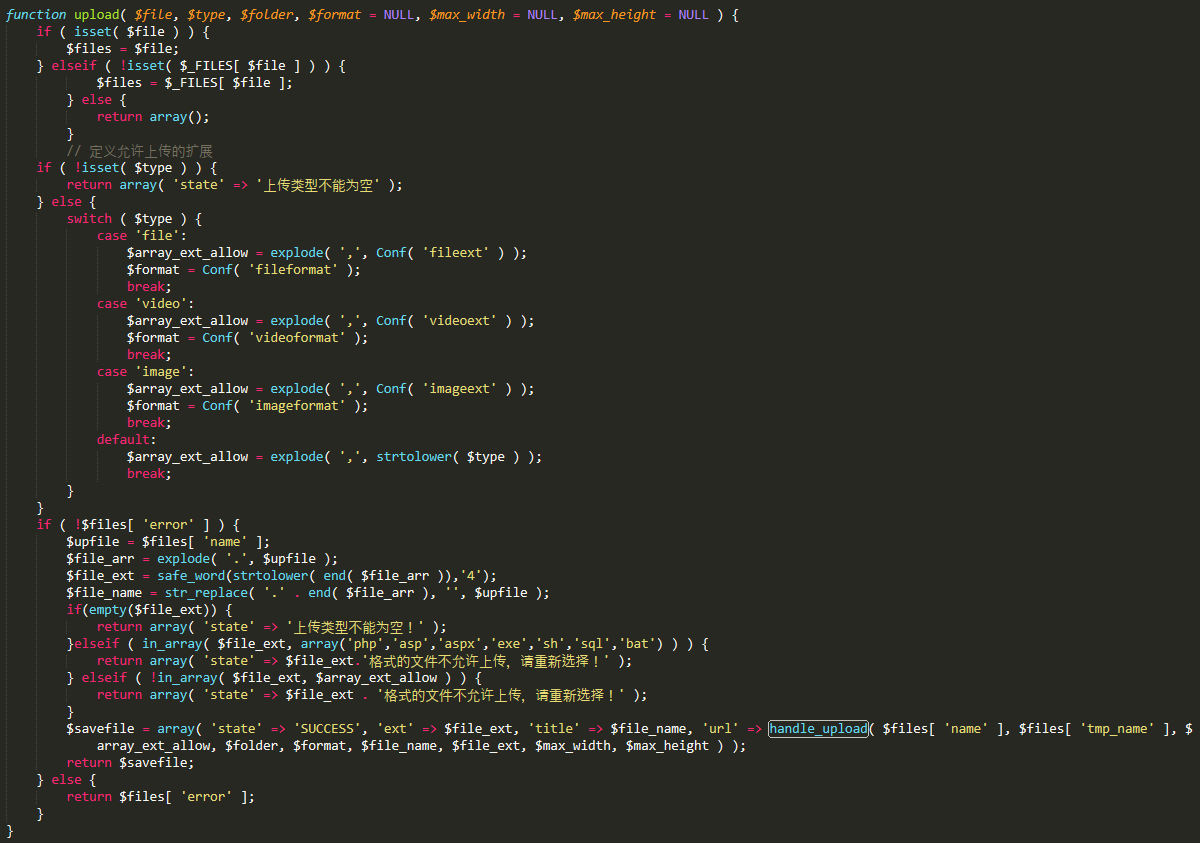 function upload( $file, $type, $folder, $format = NULL, $max_width = NULL, $max_height = NULL ) {
if ( isset( $file ) ) {
$files = $file;
} elseif ( !isset( $_FILES[ $file ] ) ) {
$files = $_FILES[ $file ];
} else {
return array();
}
// 定义允许上传的扩展
if ( !isset( $type ) ) {
return array( 'state' => '上传类型不能为空' );
} else {
switch ( $type ) {
case 'file':
$array_ext_allow = explode( ',', Conf( 'fileext' ) );
$format = Conf( 'fileformat' );
break;
case 'video':
$array_ext_allow = explode( ',', Conf( 'videoext' ) );
$format = Conf( 'videoformat' );
break;
case 'image':
$array_ext_allow = explode( ',', Conf( 'imageext' ) );
$format = Conf( 'imageformat' );
break;
default:
$array_ext_allow = explode( ',', strtolower( $type ) );
break;
}
}
if ( !$files[ 'error' ] ) {
$upfile = $files[ 'name' ];
$file_arr = explode( '.', $upfile );
$file_ext = safe_word(strtolower( end( $file_arr )),'4');
$file_name = str_replace( '.' . end( $file_arr ), '', $upfile );
if(empty($file_ext)) {
return array( 'state' => '上传类型不能为空！' );
}elseif ( in_array( $file_ext, array('php','asp','aspx','exe','sh','sql','bat') ) ) {
return array( 'state' => $file_ext.'格式的文件不允许上传，请重新选择！' );
} elseif ( !in_array( $file_ext, $array_ext_allow ) ) {
return array( 'state' => $file_ext . '格式的文件不允许上传，请重新选择！' );
}
$savefile = array( 'state' => 'SUCCESS', 'ext' => $file_ext, 'title' => $file_name, 'url' => handle_upload( $files[ 'name' ], $files[ 'tmp_name' ], $
array_ext_allow, $folder, $format, $file_name, $file_ext, $max_width, $max_height ) );
return $savefile;
} else {
return $files[ 'error' ];
}
}